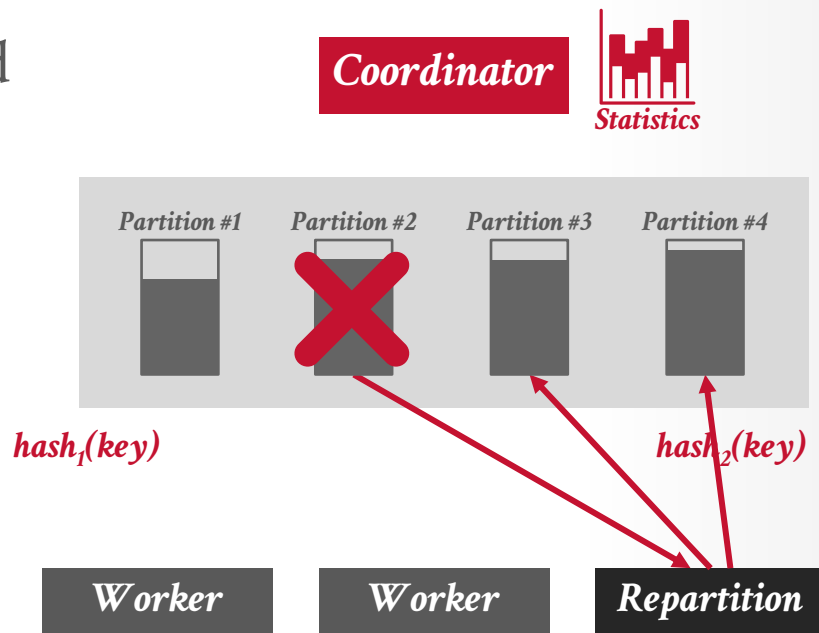 d
Coordinator
Statistics
Partition #1 Partition #2 Partition #3 Partition #4
hash1(key) hash2(key)
Worker Worker Repartition